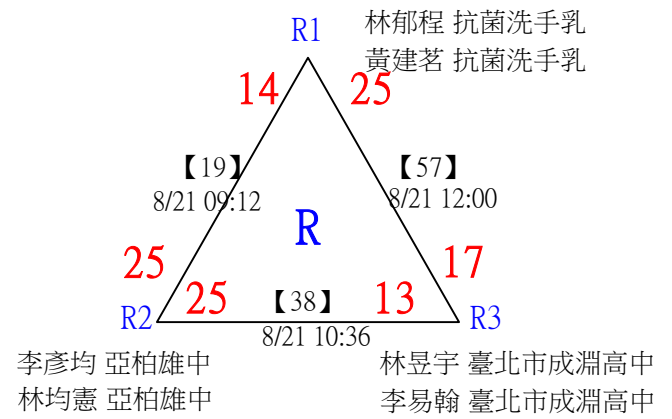 R1
林郁程 抗菌洗手乳
黃建茗 抗菌洗手乳
14
25
【19】
8/21 09:12
【57】
8/21 12:00
R
25
17
25
【38】
13
R2
8/21 10:36
R3
李彥均 亞柏雄中
林均憲 亞柏雄中
林昱宇 臺北市成淵高中
李易翰 臺北市成淵高中